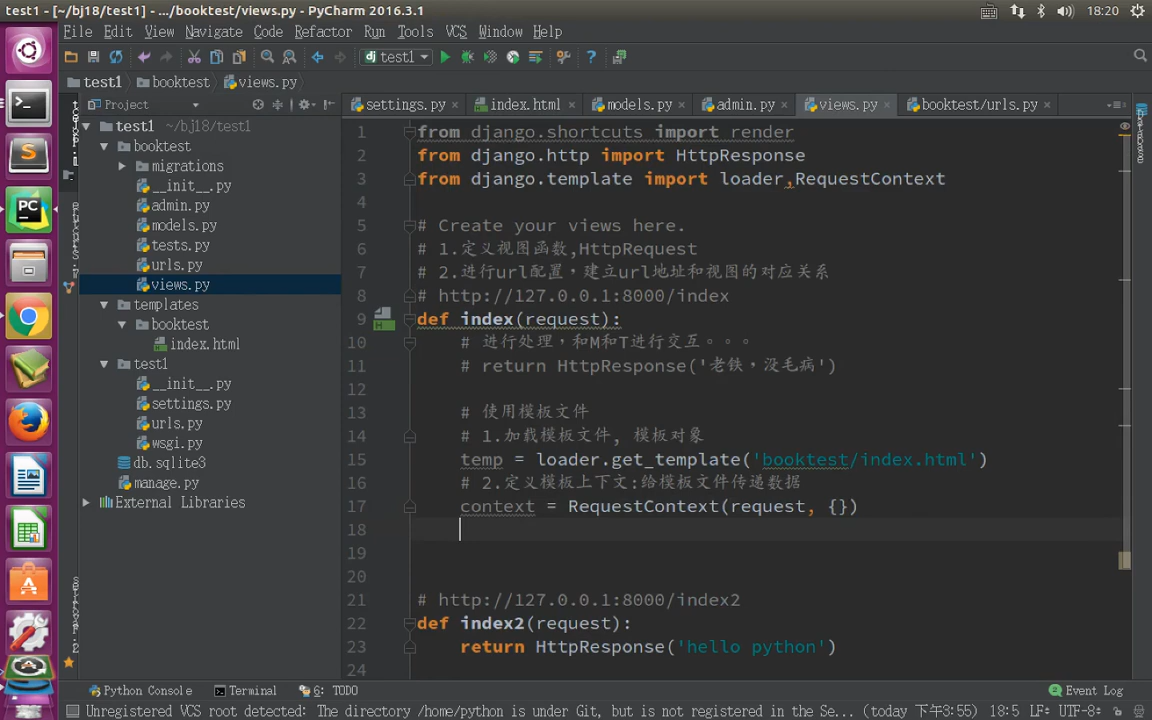 test1 - [~/bj18/test1] - .../booktest/views.py - PyCharm 2016.3.1
18:20
File Edit View Navigate Code Refactor Run Tools VCS Window Help
test1
test1 booktest views.py
Project
settings.py index.html models.py admin.py views.py booktest/urls.py
test1 ~/bj18/test1
booktest
migrations
__init__.py
admin.py
models.py
tests.py
urls.py
views.py
templates
booktest
index.html
test1
__init__.py
settings.py
urls.py
wsgi.py
db.sqlite3
manage.py
External Libraries
1 from django.shortcuts import render
2 from django.http import HttpResponse
3 from django.template import loader,RequestContext
4
5 # Create your views here.
6 # 1.定义视图函数,HttpRequest
7 # 2.进行url配置，建立url地址和视图的对应关系
8 # http://127.0.0.1:8000/index
9 def index(request):
10 # 进行处理，和M和T进行交互。。。
11 # return HttpResponse('老铁，没毛病')
12
13 # 使用模板文件
14 # 1.加载模板文件, 模板对象
15 temp = loader.get_template('booktest/index.html')
16 # 2.定义模板上下文:给模板文件传递数据
17 context = RequestContext(request, {})
18
19
20
21 # http://127.0.0.1:8000/index2
22 def index2(request):
23 return HttpResponse('hello python')
24
Python Console Terminal 6: TODO Event Log
Unregistered VCS root detected: The directory /home/python is under Git, but is not registered in the Se... (today 下午3:55) 18:5 LF÷ UTF-8÷